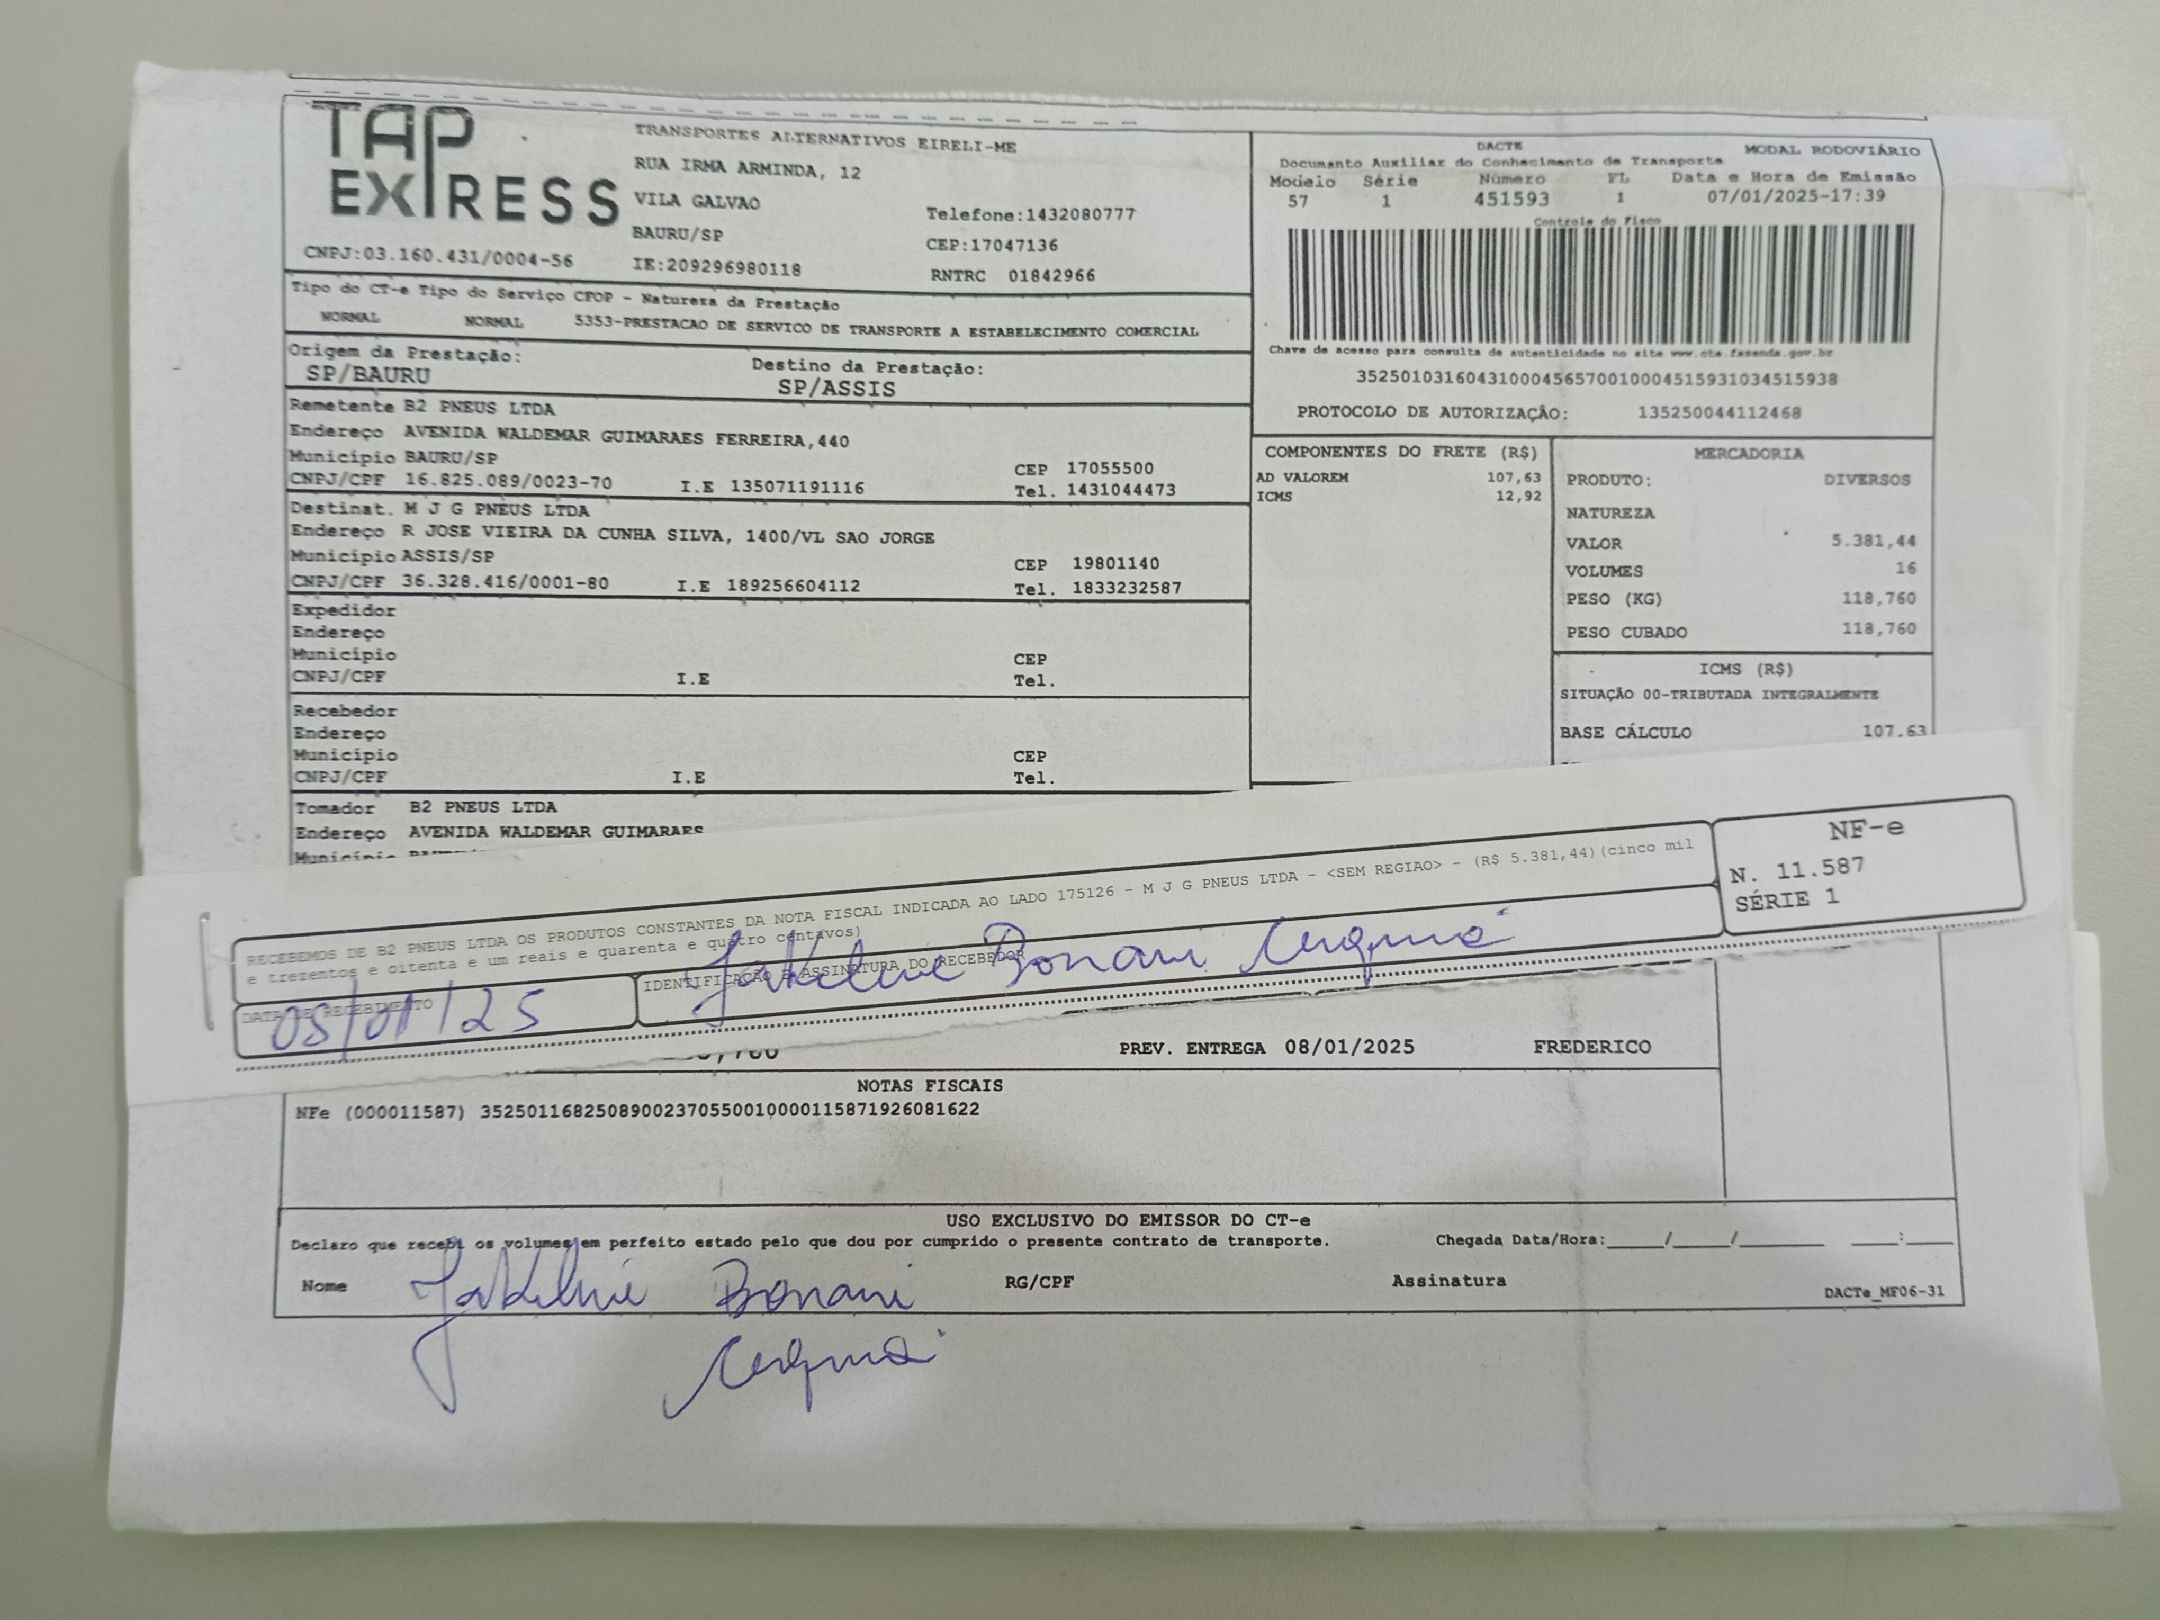 TAP EXPRESS
CNPJ:03.160.431/0004-56
TRANSPORTES ALTERNATIVOS EIRELI-ME
RUA IRMA ARMINDA, 12
VILA GALVAO
BAURU/SP
IE:209296980118
Telefone:1432080777
CEP:17047136
RNTRC 01842966
DACTE
MODAL RODOVIÁRIO
Documento Auxiliar do Conhecimento de Transporte
Modelo Série Número FL Data e Hora de Emissão
57 1 451593 1 07/01/2025-17:39
Controle do Fisco
Chave de acesso para consulta de autenticidade no site www.cte.fazenda.gov.br
35250103160431000456570010004515931034515938
PROTOCOLO DE AUTORIZAÇÃO: 135250044112468
Tipo do CT-e Tipo do Serviço CFOP - Natureza da Prestação
NORMAL NORMAL 5353-PRESTACAO DE SERVICO DE TRANSPORTE A ESTABELECIMENTO COMERCIAL
Origem da Prestação: Destino da Prestação:
SP/BAURU SP/ASSIS
Remetente B2 PNEUS LTDA
Endereço AVENIDA WALDEMAR GUIMARAES FERREIRA,440
Município BAURU/SP CEP 17055500
CNPJ/CPF 16.825.089/0023-70 I.E 135071191116 Tel. 1431044473
Destinat. M J G PNEUS LTDA
Endereço R JOSE VIEIRA DA CUNHA SILVA, 1400/VL SAO JORGE
Município ASSIS/SP CEP 19801140
CNPJ/CPF 36.328.416/0001-80 I.E 189256604112 Tel. 1833232587
Expedidor
Endereço
Município CEP
CNPJ/CPF I.E Tel.
Recebedor
Endereço
Município CEP
CNPJ/CPF I.E Tel.
Tomador B2 PNEUS LTDA
Endereço AVENIDA WALDEMAR GUIMARAES
Município
COMPONENTES DO FRETE (R$)
AD VALOREM 107,63
ICMS 12,92
MERCADORIA
PRODUTO: DIVERSOS
NATUREZA
VALOR 5.381,44
VOLUMES 16
PESO (KG) 118,760
PESO CUBADO 118,760
ICMS (R$)
SITUAÇÃO 00-TRIBUTADA INTEGRALMENTE
BASE CÁLCULO 107,63
RECEBEMOS DE B2 PNEUS LTDA OS PRODUTOS CONSTANTES DA NOTA FISCAL INDICADA AO LADO 175126 - M J G PNEUS LTDA - <SEM REGIAO> - (R$ 5.381,44)(cinco mil
e trezentos e oitenta e um reais e quarenta e quatro centavos)
DATA DE RECEBIMENTO
08/01/25
IDENTIFICAÇÃO E ASSINATURA DO RECEBEDOR
Bonani
NF-e
N. 11.587
SÉRIE 1
PREV. ENTREGA 08/01/2025 FREDERICO
NOTAS FISCAIS
NFe (000011587) 35250116825089002370550010000115871926081622
USO EXCLUSIVO DO EMISSOR DO CT-e
Declaro que recebi os volumes em perfeito estado pelo que dou por cumprido o presente contrato de transporte. Chegada Data/Hora:_____/_____/________ ____:____
Nome Bonani RG/CPF Assinatura
DACTe_MF06-31